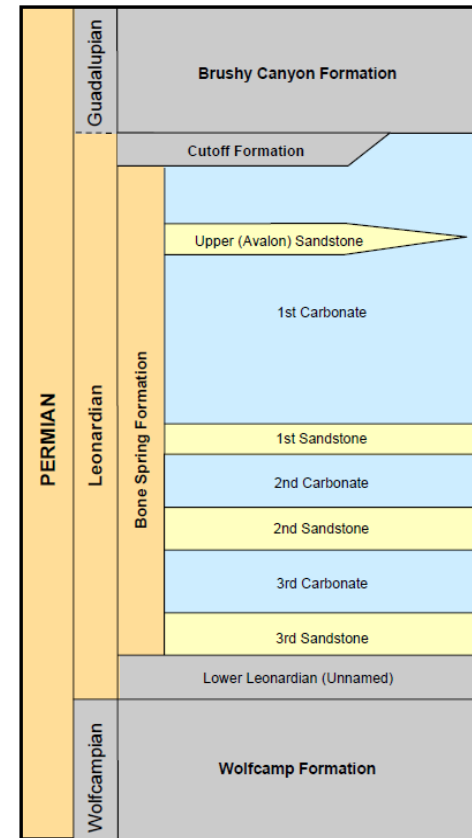 PERMIAN
Guadalupian
Leonardian
Wolfcampian
Brushy Canyon Formation
Cutoff Formation
Bone Spring Formation
Upper (Avalon) Sandstone
1st Carbonate
1st Sandstone
2nd Carbonate
2nd Sandstone
3rd Carbonate
3rd Sandstone
Lower Leonardian (Unnamed)
Wolfcamp Formation